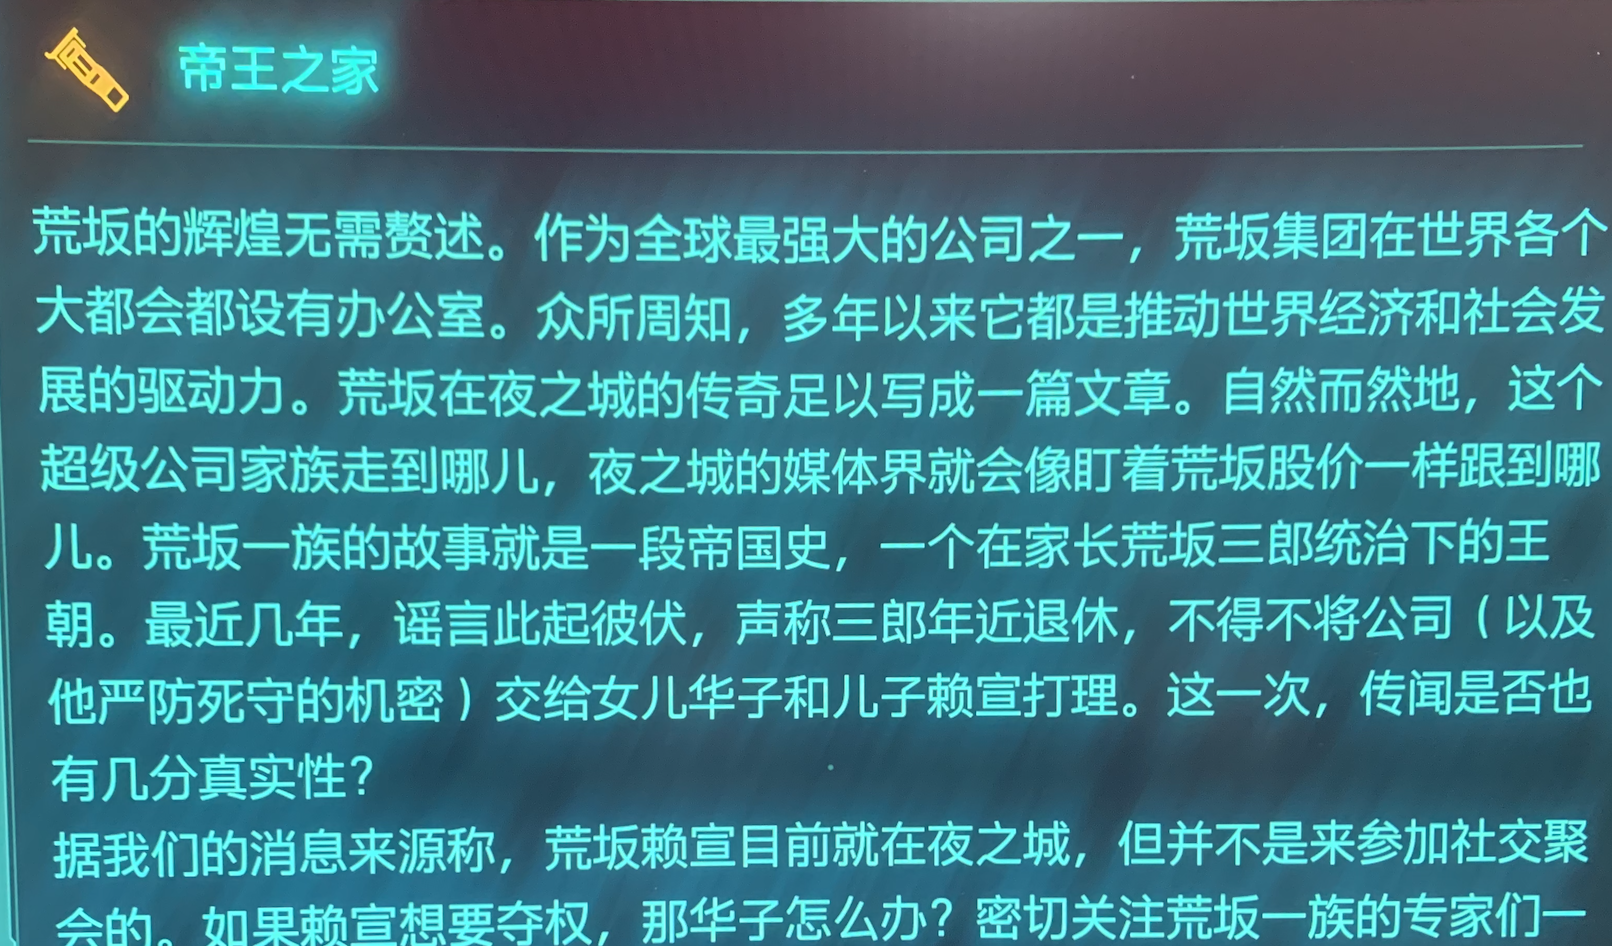 帝王之家
荒坂的辉煌无需赘述。作为全球最强大的公司之一，荒坂集团在世界各个
大都会都设有办公室。众所周知，多年以来它都是推动世界经济和社会发
展的驱动力。荒坂在夜之城的传奇足以写成一篇文章。自然而然地，这个
超级公司家族走到哪儿，夜之城的媒体界就会像盯着荒坂股价一样跟到哪
儿。荒坂一族的故事就是一段帝国史，一个在家长荒坂三郎统治下的王
朝。最近几年，谣言此起彼伏，声称三郎年近退休，不得不将公司（以及
他严防死守的机密）交给女儿华子和儿子赖宣打理。这一次，传闻是否也
有几分真实性？
据我们的消息来源称，荒坂赖宣目前就在夜之城，但并不是来参加社交聚
会的。如果赖宣想要夺权，那华子怎么办？密切关注荒坂一族的专家们一